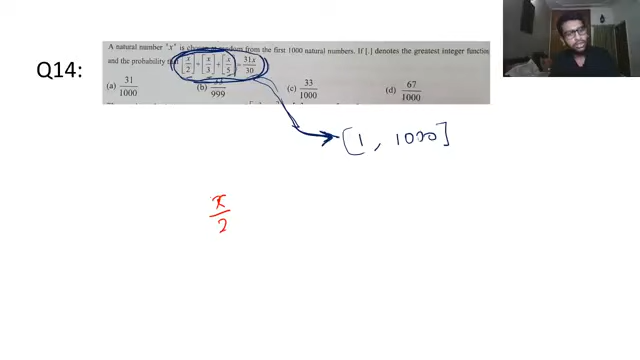 Q14:
A natural number "x" is chosen at random from the first 1000 natural numbers. If [.] denotes the greatest integer function
and the probability that [x/2] + [x/3] + [x/5] = 31x/30
(a) 31/1000 (b) 999 (c) 33/1000 (d) 67/1000
[1, 1000]
x/2